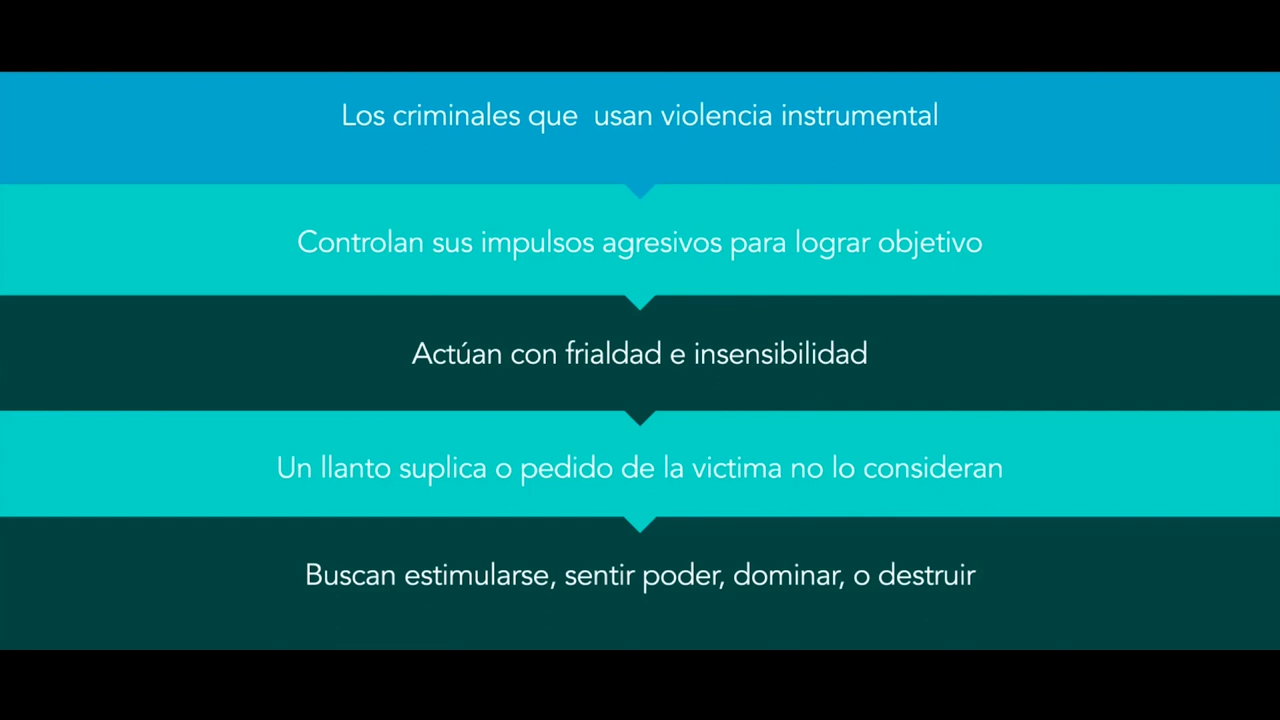 Los criminales que  usan violencia instrumental
Controlan sus impulsos agresivos para lograr objetivo
Actúan con frialdad e insensibilidad
Un llanto suplica o pedido de la victima no lo consideran
Buscan estimularse, sentir poder, dominar, o destruir